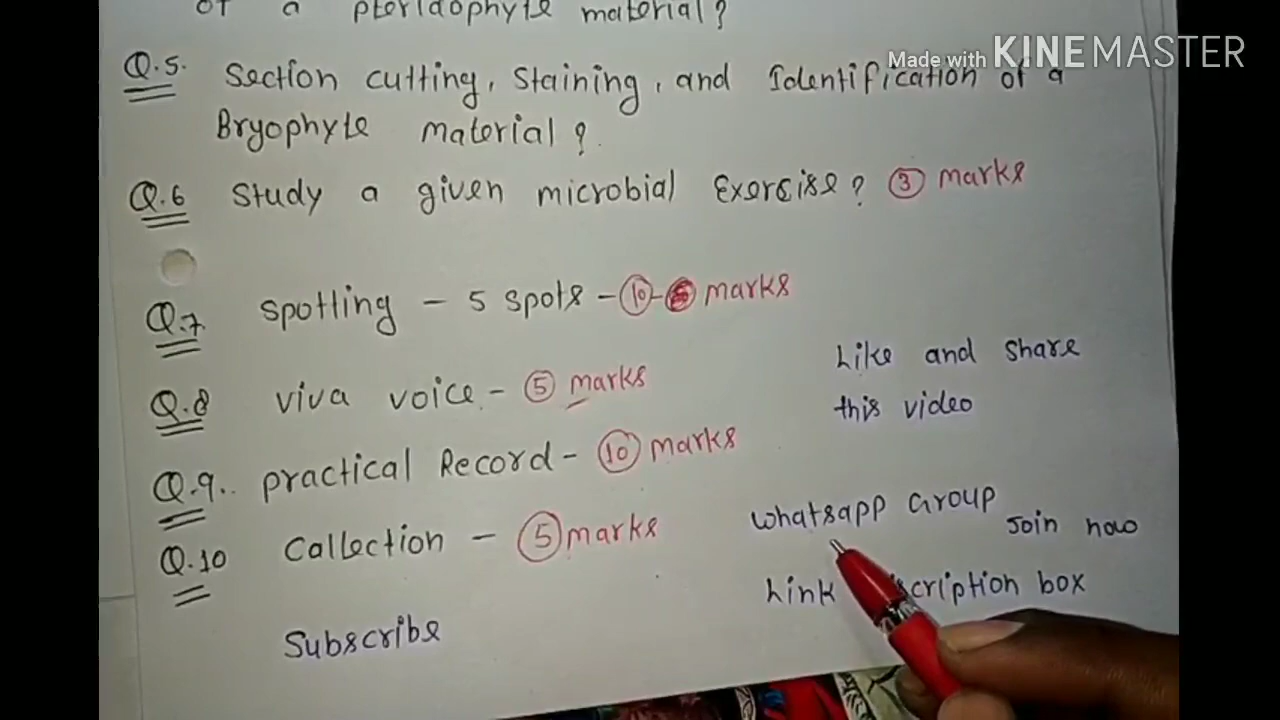 of a pteridophyte material?
Made with KINEMASTER
Q.5. Section cutting, staining, and Identification of a
Bryophyte material?
Q.6 Study a given microbial Exercise? 3 marks
Q.7 spotting – 5 spots – 10 - marks
Q.8 viva voice – 5 marks
Like and share
this video
Q.9.. practical Record – 10 marks
Q.10 Collection – 5 marks
whatsapp Group
Join now
Link scription box
Subscribe